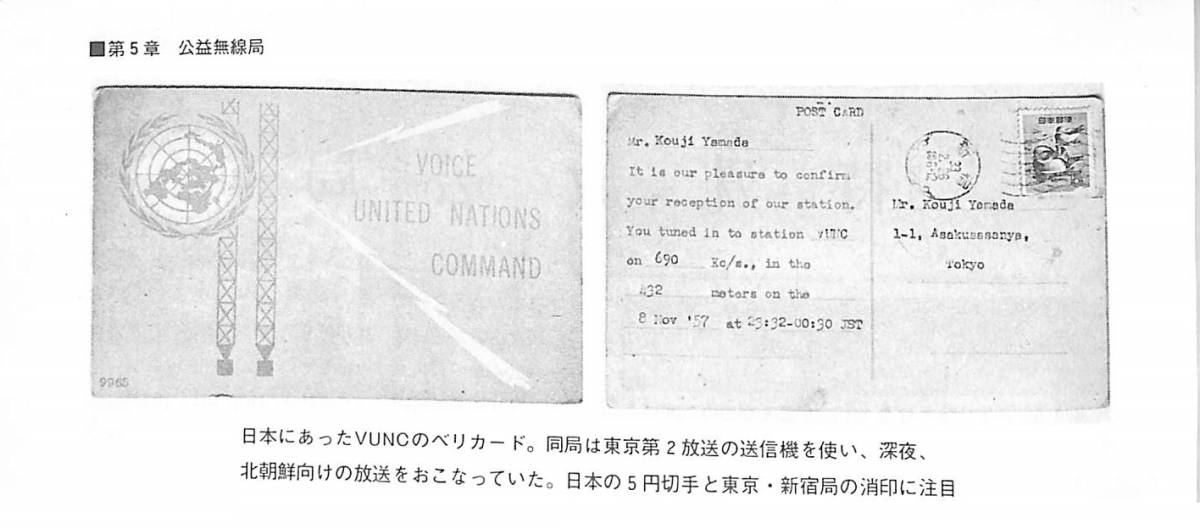 ■第5章 公益無線局
VOICE
UNITED NATIONS
COMMAND
9965
POST CARD
Mr. Kouji Yamada
It is our pleasure to confirm
your reception of our station.
You tuned in to station VUNC
on 690 Kc/s., in the
432 meters on the
8 Nov '57 at 23:32-00:30 JST
日本郵便
Mr. Kouji Yamada
1-1, Asakusasanya,
Tokyo
日本にあったVUNCのベリカード。同局は東京第2放送の送信機を使い、深夜、
北朝鮮向けの放送をおこなっていた。日本の5円切手と東京・新宿局の消印に注目